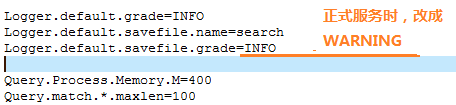 Logger.default.grade=INFO
Logger.default.savefile.name=search
Logger.default.savefile.grade=INFO
正式服务时，改成
WARNING
Query.Process.Memory.M=400
Query.match.*.maxlen=100